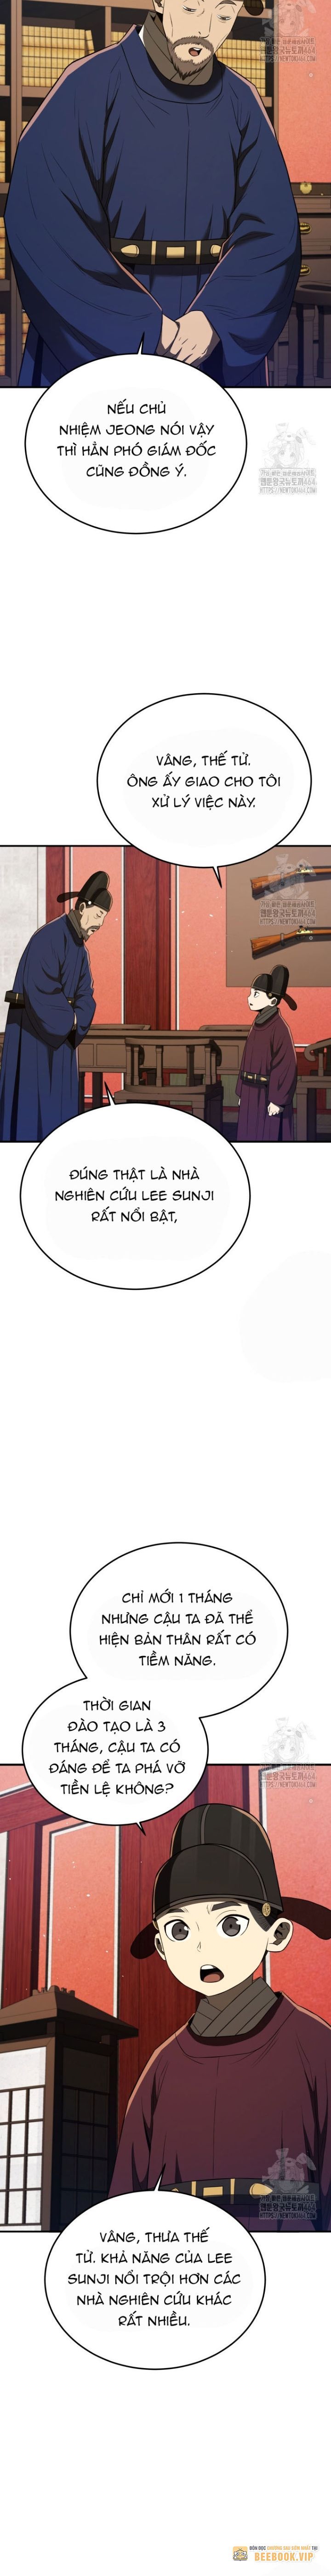 NẾU CHỦ
NHIỆM JEONG NÓI VẬY
THÌ HẲN PHÓ GIÁM ĐỐC
CŨNG ĐỒNG Ý.
VÂNG, THẾ TỬ.
ÔNG ẤY GIAO CHO TÔI
XỬ LÝ VIỆC NÀY.
ĐÚNG THẬT LÀ NHÀ
NGHIÊN CỨU LEE SUNJI
RẤT NỔI BẬT,
CHỈ MỚI 1 THÁNG
NHƯNG CẬU TA ĐÃ THỂ
HIỆN BẢN THÂN RẤT CÓ
TIỀM NĂNG.
THỜI GIAN
ĐÀO TẠO LÀ 3
THÁNG, CẬU TA CÓ
ĐÁNG ĐỂ TA PHÁ VỠ
TIỀN LỆ KHÔNG?
VÂNG, THƯA THẾ
TỬ. KHẢ NĂNG CỦA LEE
SUNJI NỔI TRỘI HƠN CÁC
NHÀ NGHIÊN CỨU KHÁC
RẤT NHIỀU.
BEEBOOK.VIP